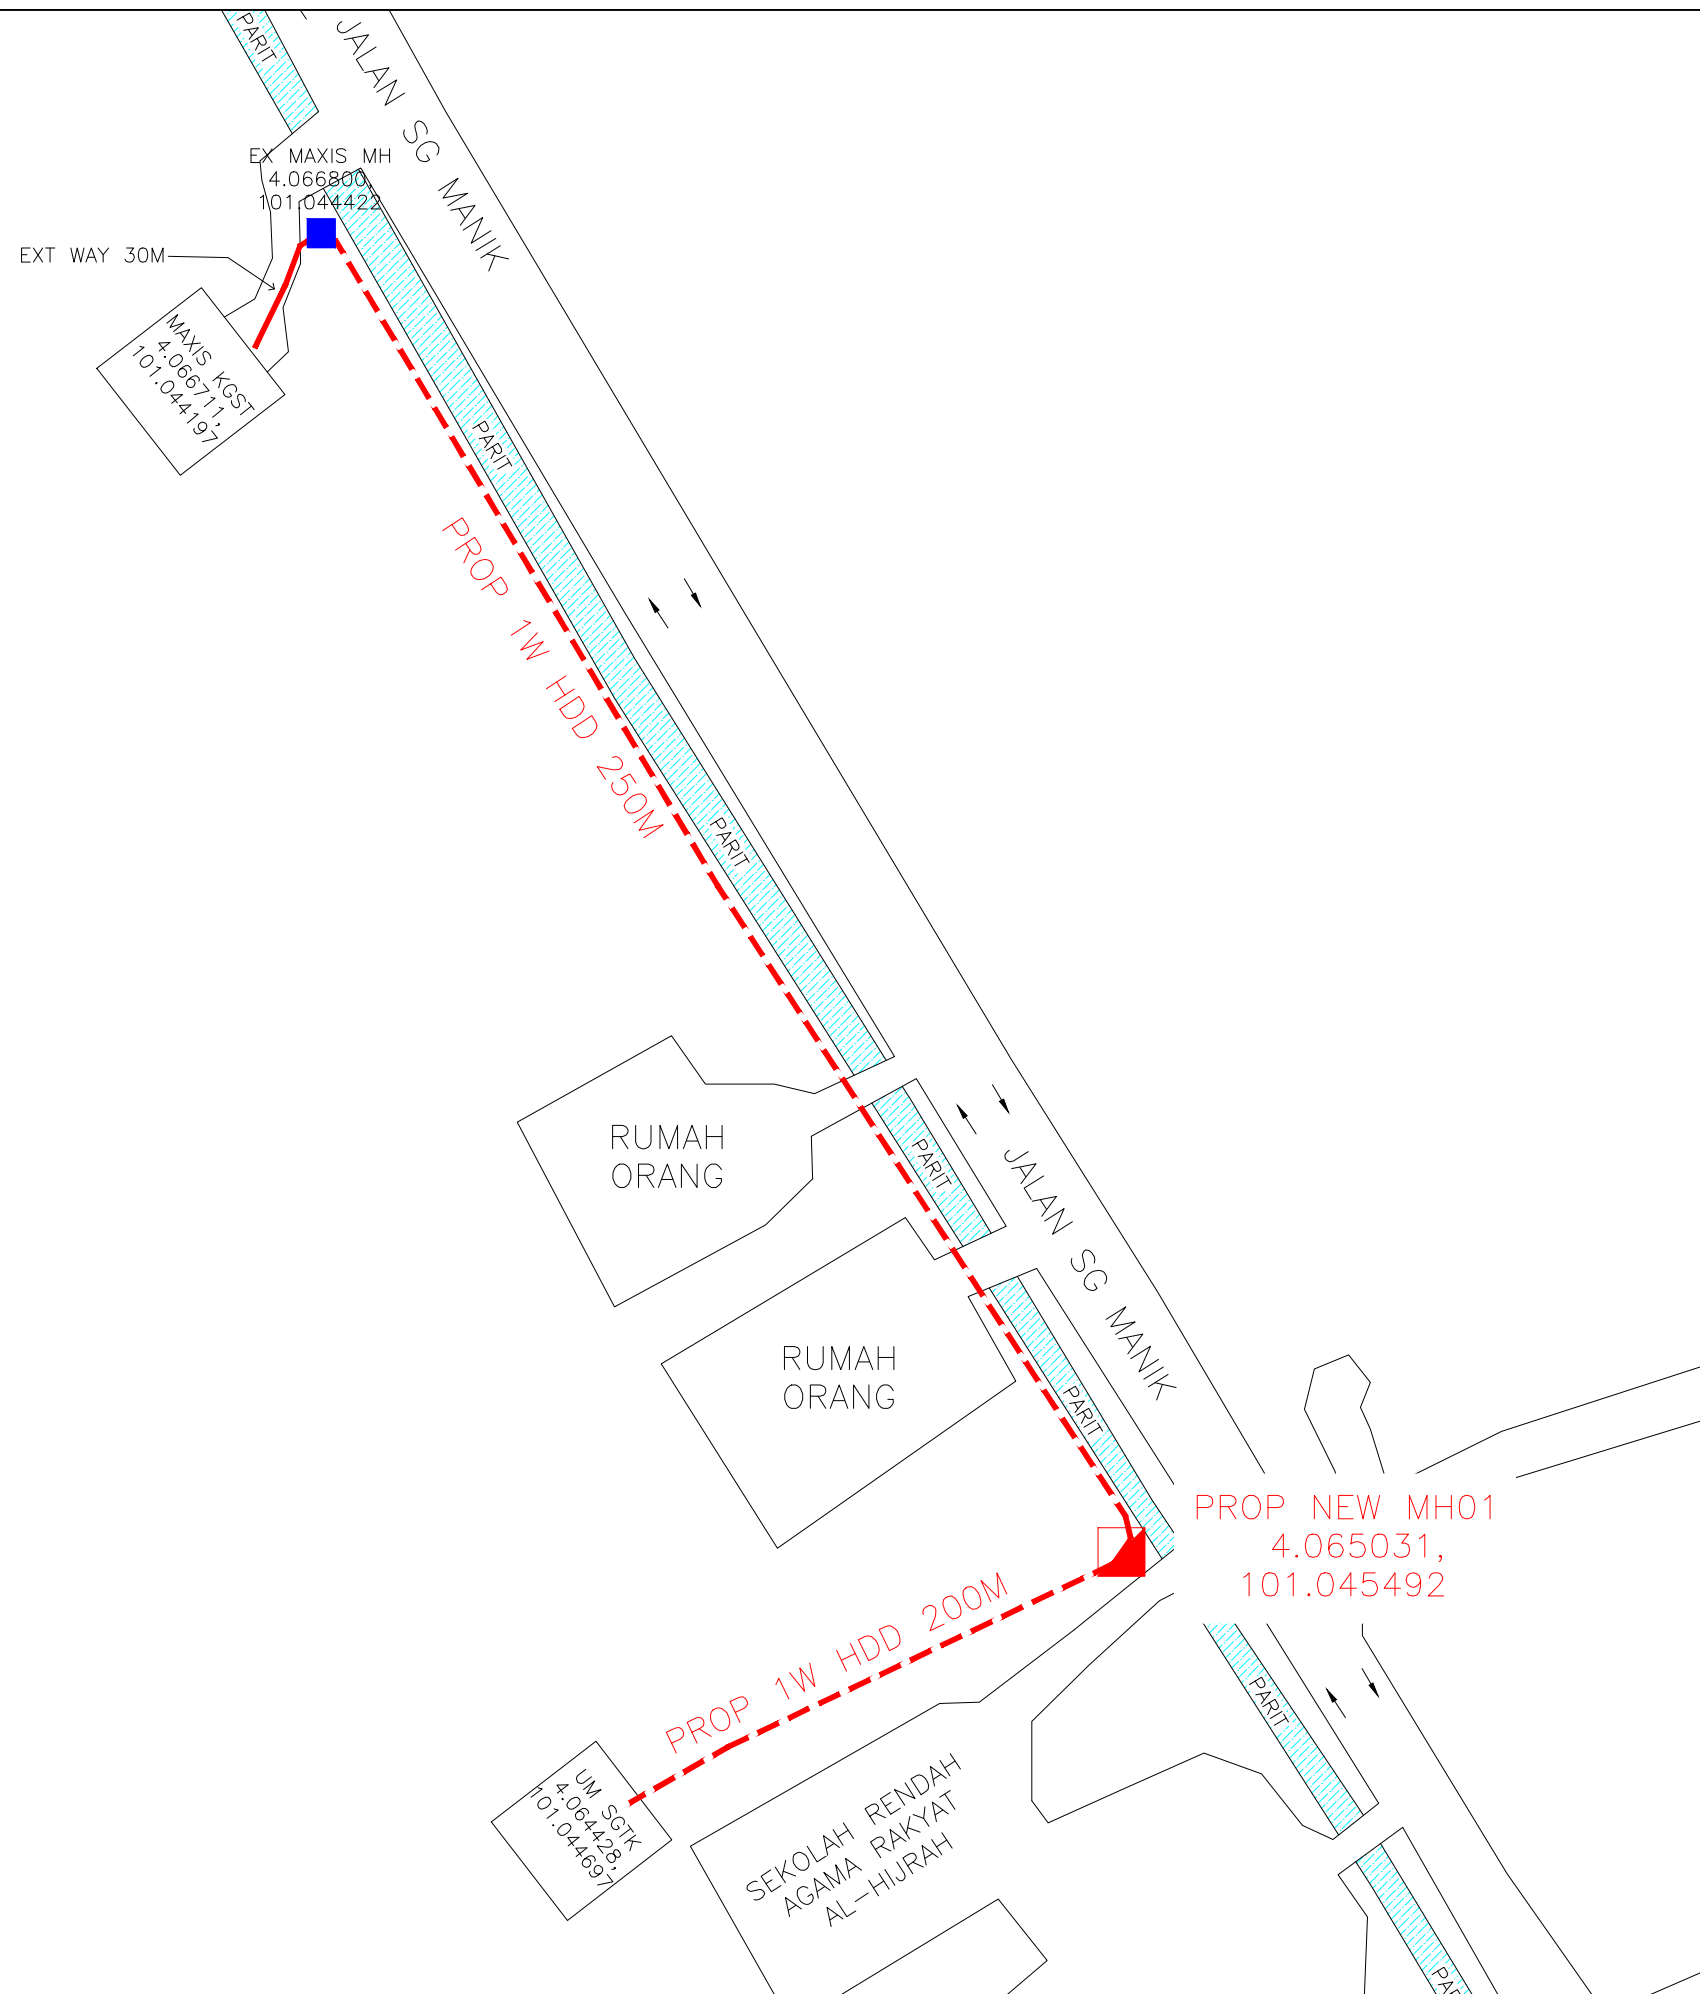 PARIT
JALAN SG MANIK
EX MAXIS MH
4.066800,
101.044422
EXT WAY 30M
MAXIS KGST
4.066711,
101.044197
PARIT
PROP 1W HDD 250M
PARIT
RUMAH
ORANG
PARIT
JALAN SG MANIK
RUMAH
ORANG
PARIT
PROP NEW MH01
4.065031,
101.045492
PROP 1W HDD 200M
PARIT
UM SGTK
4.064428,
101.044697
SEKOLAH RENDAH
AGAMA RAKYAT
AL-HIJRAH